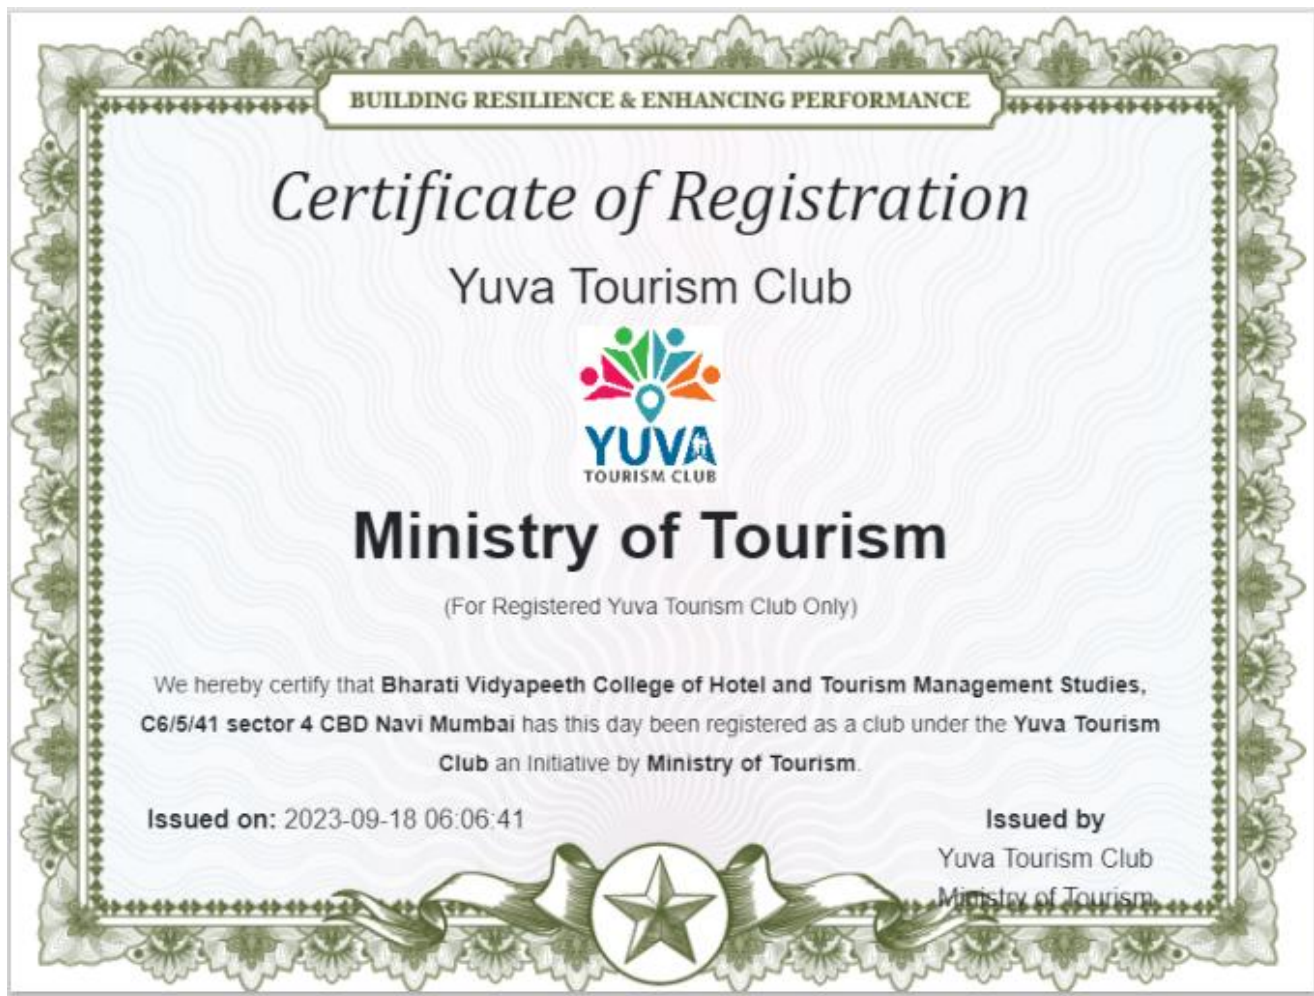 BUILDING RESILIENCE & ENHANCING PERFORMANCE
Certificate of Registration
Yuva Tourism Club
YUVA
TOURISM CLUB
Ministry of Tourism
(For Registered Yuva Tourism Club Only)
We hereby certify that Bharati Vidyapeeth College of Hotel and Tourism Management Studies,
C6/5/41 sector 4 CBD Navi Mumbai has this day been registered as a club under the Yuva Tourism
Club an Initiative by Ministry of Tourism.
Issued on: 2023-09-18 06:06:41
Issued by
Yuva Tourism Club
Ministry of Tourism